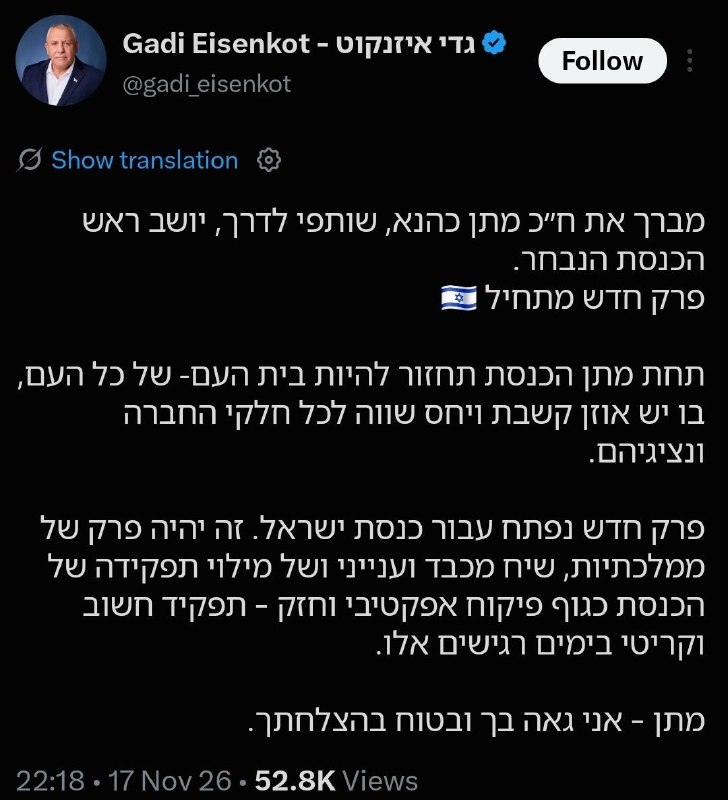 Gadi Eisenkot - גדי איזנקוט
Follow
@gadi_eisenkot
Show translation
מברך את ח״כ מתן כהנא, שותפי לדרך, יושב ראש
הכנסת הנבחר.
פרק חדש מתחיל 🇮🇱
תחת מתן הכנסת תחזור להיות בית העם- של כל העם,
בו יש אוזן קשבת ויחס שווה לכל חלקי החברה
ונציגיהם.
פרק חדש נפתח עבור כנסת ישראל. זה יהיה פרק של
ממלכתיות, שיח מכבד וענייני ושל מילוי תפקידה של
הכנסת כגוף פיקוח אפקטיבי וחזק – תפקיד חשוב
וקריטי בימים רגישים אלו.
מתן – אני גאה בך ובטוח בהצלחתך.
22:18 • 17 Nov 26 • 52.8K Views